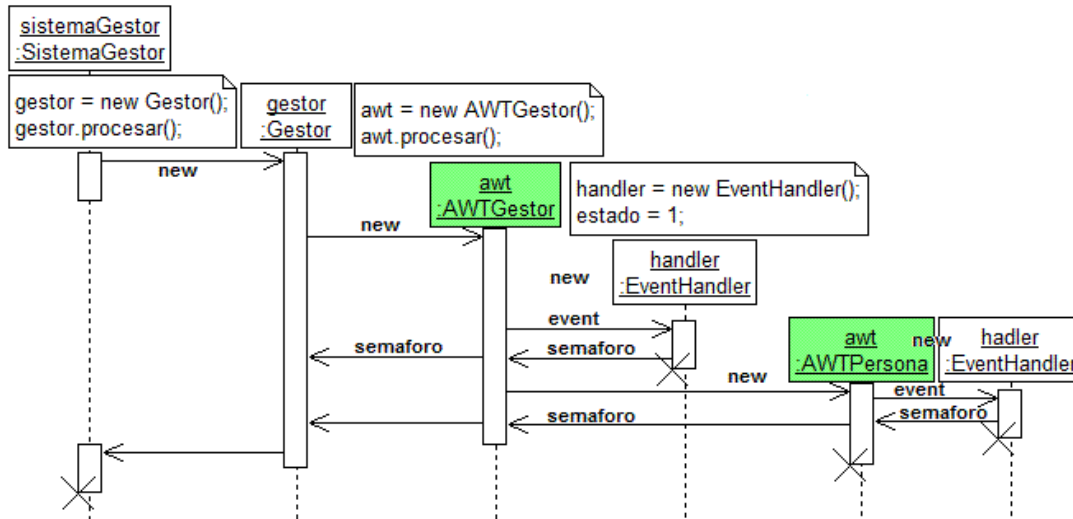 sistemaGestor
:SistemaGestor
gestor = new Gestor();
gestor.procesar();
gestor
:Gestor
awt = new AWTGestor();
awt.procesar();
new
awt
:AWTGestor
handler = new EventHandler();
estado = 1;
new
new
handler
:EventHandler
event
semaforo
semaforo
awt
:AWTPersona
new
hadler
:EventHandler
new
event
semaforo
semaforo